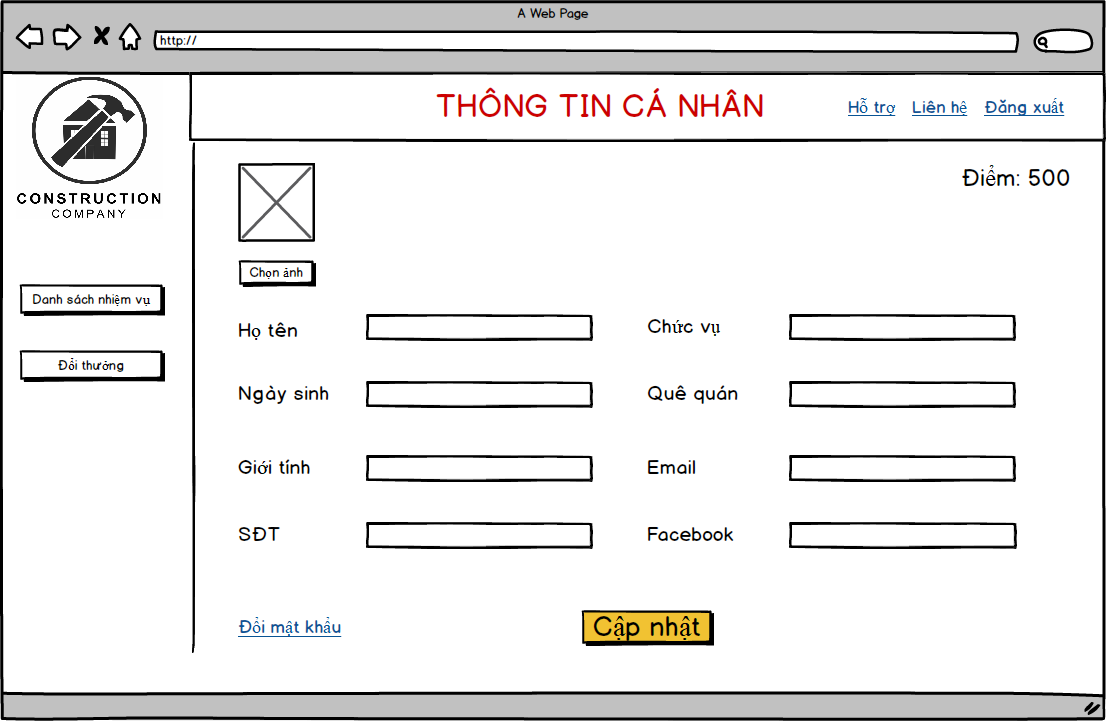 A Web Page
http://
THÔNG TIN CÁ NHÂN
Hỗ trợ Liên hệ Đăng xuất
CONSTRUCTION
COMPANY
Điểm: 500
Chọn ảnh
Danh sách nhiệm vụ
Đổi thưởng
Họ tên
Chức vụ
Ngày sinh
Quê quán
Giới tính
Email
SĐT
Facebook
Đổi mật khẩu
Cập nhật